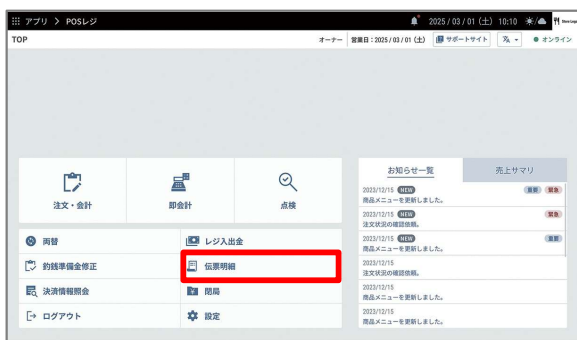 アプリ > POSレジ
2025 / 03 / 01 (土) 10:10
TOP
オーナー 営業日：2025 / 03 / 01 (土) サポートサイト オンライン
注文・会計
即会計
点検
両替
レジ入出金
釣銭準備金修正
伝票明細
決済情報照会
閉局
ログアウト
設定
お知らせ一覧
売上サマリ
2023/12/15 NEW 重要 緊急
商品メニューを更新しました。
2023/12/15 NEW 緊急
注文状況の確認依頼。
2023/12/15 NEW 重要
商品メニューを更新しました。
2023/12/15
注文状況の確認依頼。
2023/12/15
商品メニューを更新しました。
2023/12/15
商品メニューを更新しました。